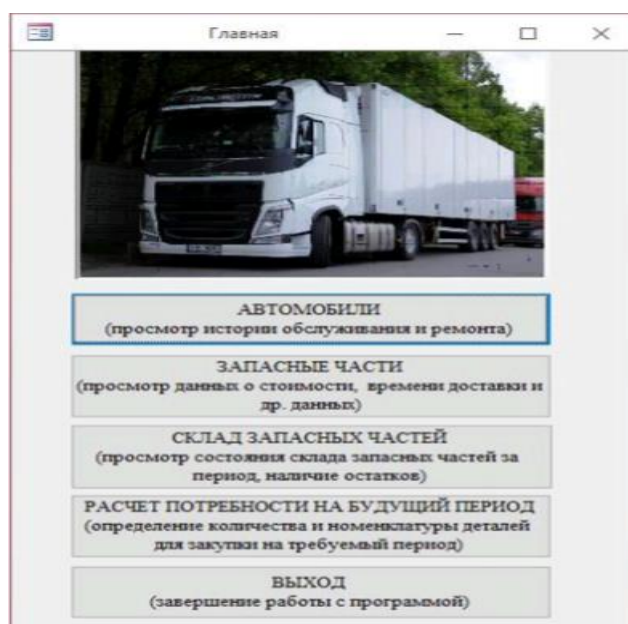 Главная
АВТОМОБИЛИ
(просмотр истории обслуживания и ремонта)
ЗАПАСНЫЕ ЧАСТИ
(просмотр данных о стоимости, времени доставки и
др. данных)
СКЛАД ЗАПАСНЫХ ЧАСТЕЙ
(просмотр состояния склада запасных частей за
период, наличие остатков)
РАСЧЕТ ПОТРЕБНОСТИ НА БУДУЩИЙ ПЕРИОД
(определение количества и номенклатуры деталей
для закупки на требуемый период)
ВЫХОД
(завершение работы с программой)